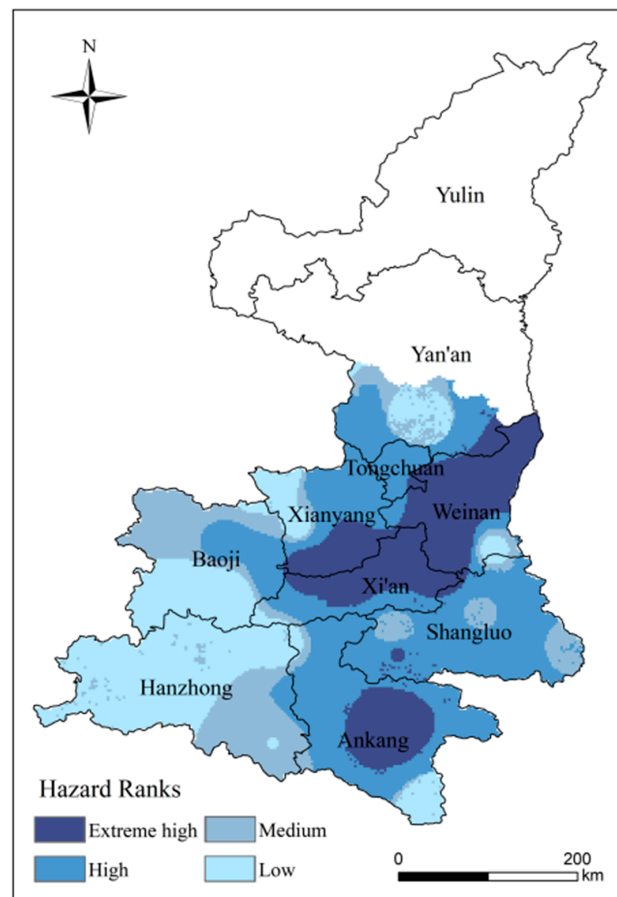 N
Yulin
Yan'an
Tongchuan
Xianyang
Weinan
Baoji
Xi'an
Shangluo
Hanzhong
Ankang
Hazard Ranks
Extreme high
Medium
High
Low
0 200
km